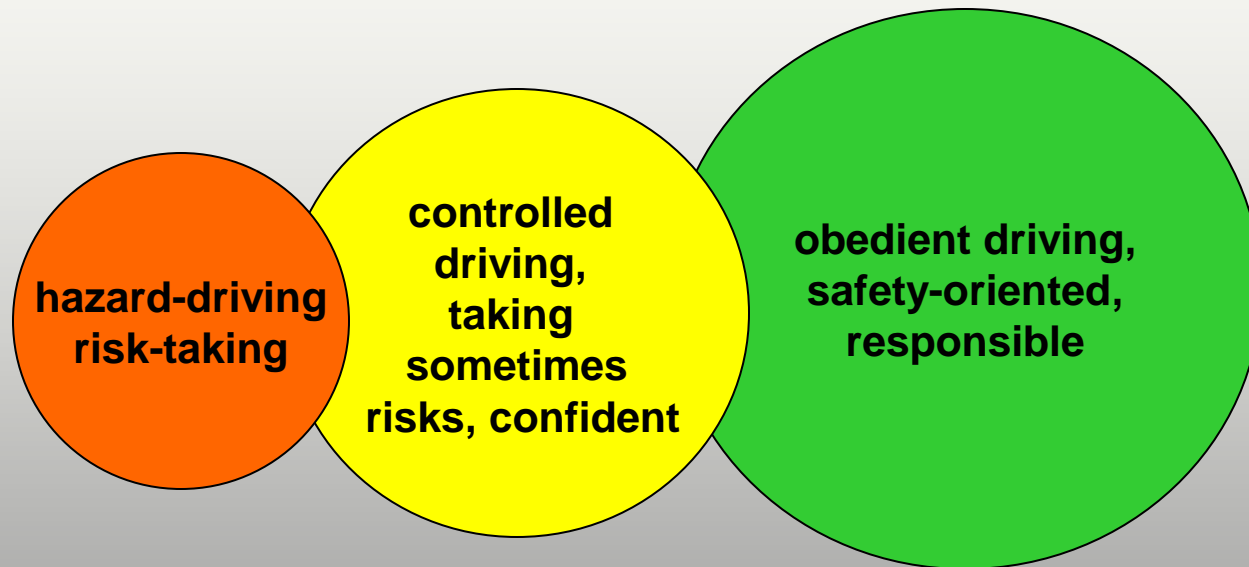 hazard-driving
risk-taking
controlled
driving,
taking
sometimes
risks, confident
obedient driving,
safety-oriented,
responsible